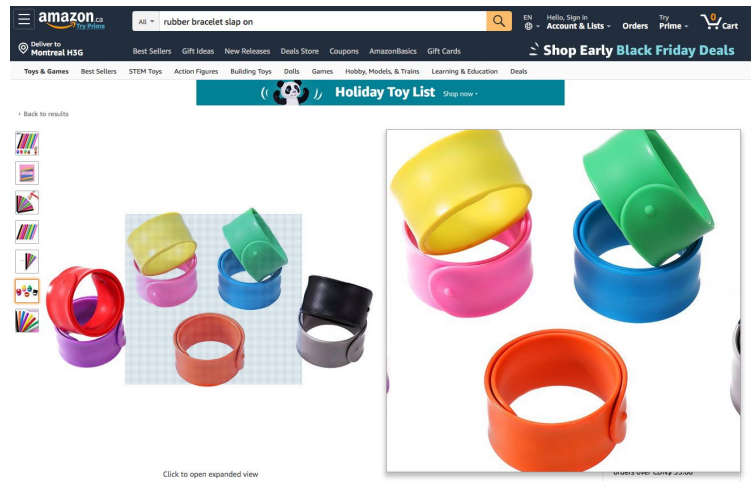 amazon.ca
Try Prime
All
rubber bracelet slap on
EN
Hello, Sign in
Account & Lists
Orders
Try
Prime
0
Cart
Deliver to
Montreal H3G
Best Sellers Gift Ideas New Releases Deals Store Coupons AmazonBasics Gift Cards
Shop Early Black Friday Deals
Toys & Games Best Sellers STEM Toys Action Figures Building Toys Dolls Games Hobby, Models, & Trains Learning & Education Deals
Holiday Toy List Shop now ›
‹ Back to results
Click to open expanded view
orders over CDN$ 35.00